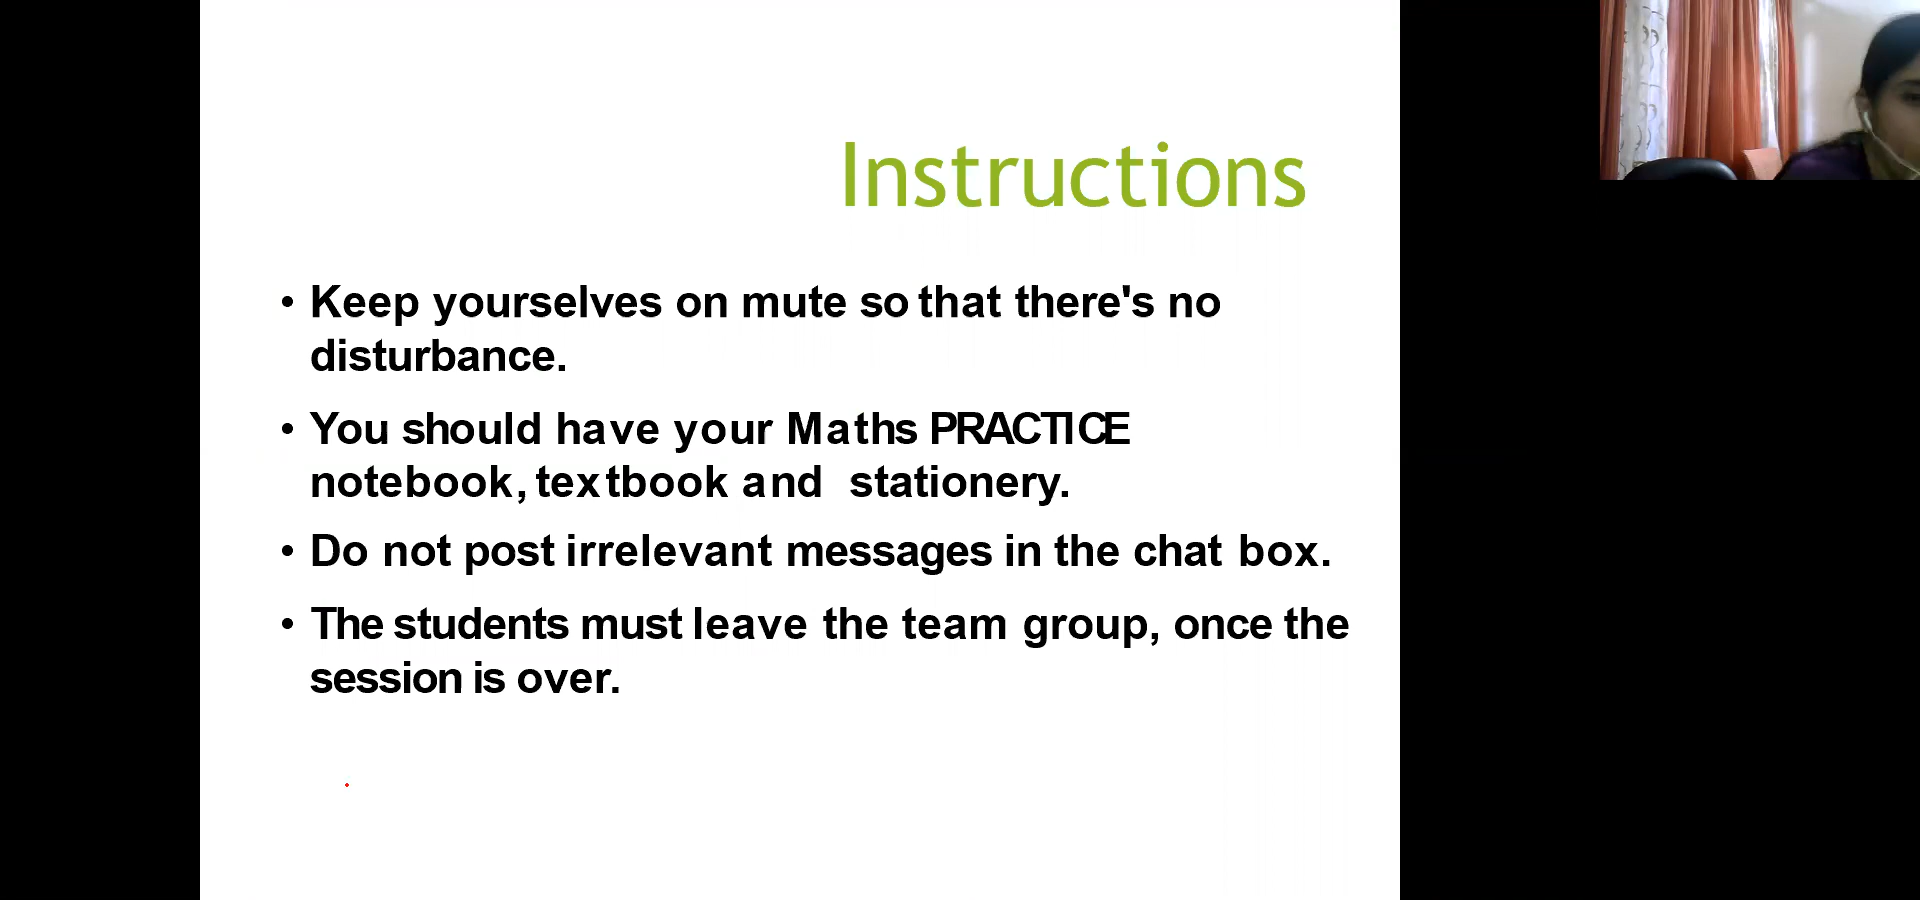 Instructions
• Keep yourselves on mute so that there's no
disturbance.
• You should have your Maths PRACTICE
notebook, textbook and stationery.
• Do not post irrelevant messages in the chat box.
• The students must leave the team group, once the
session is over.